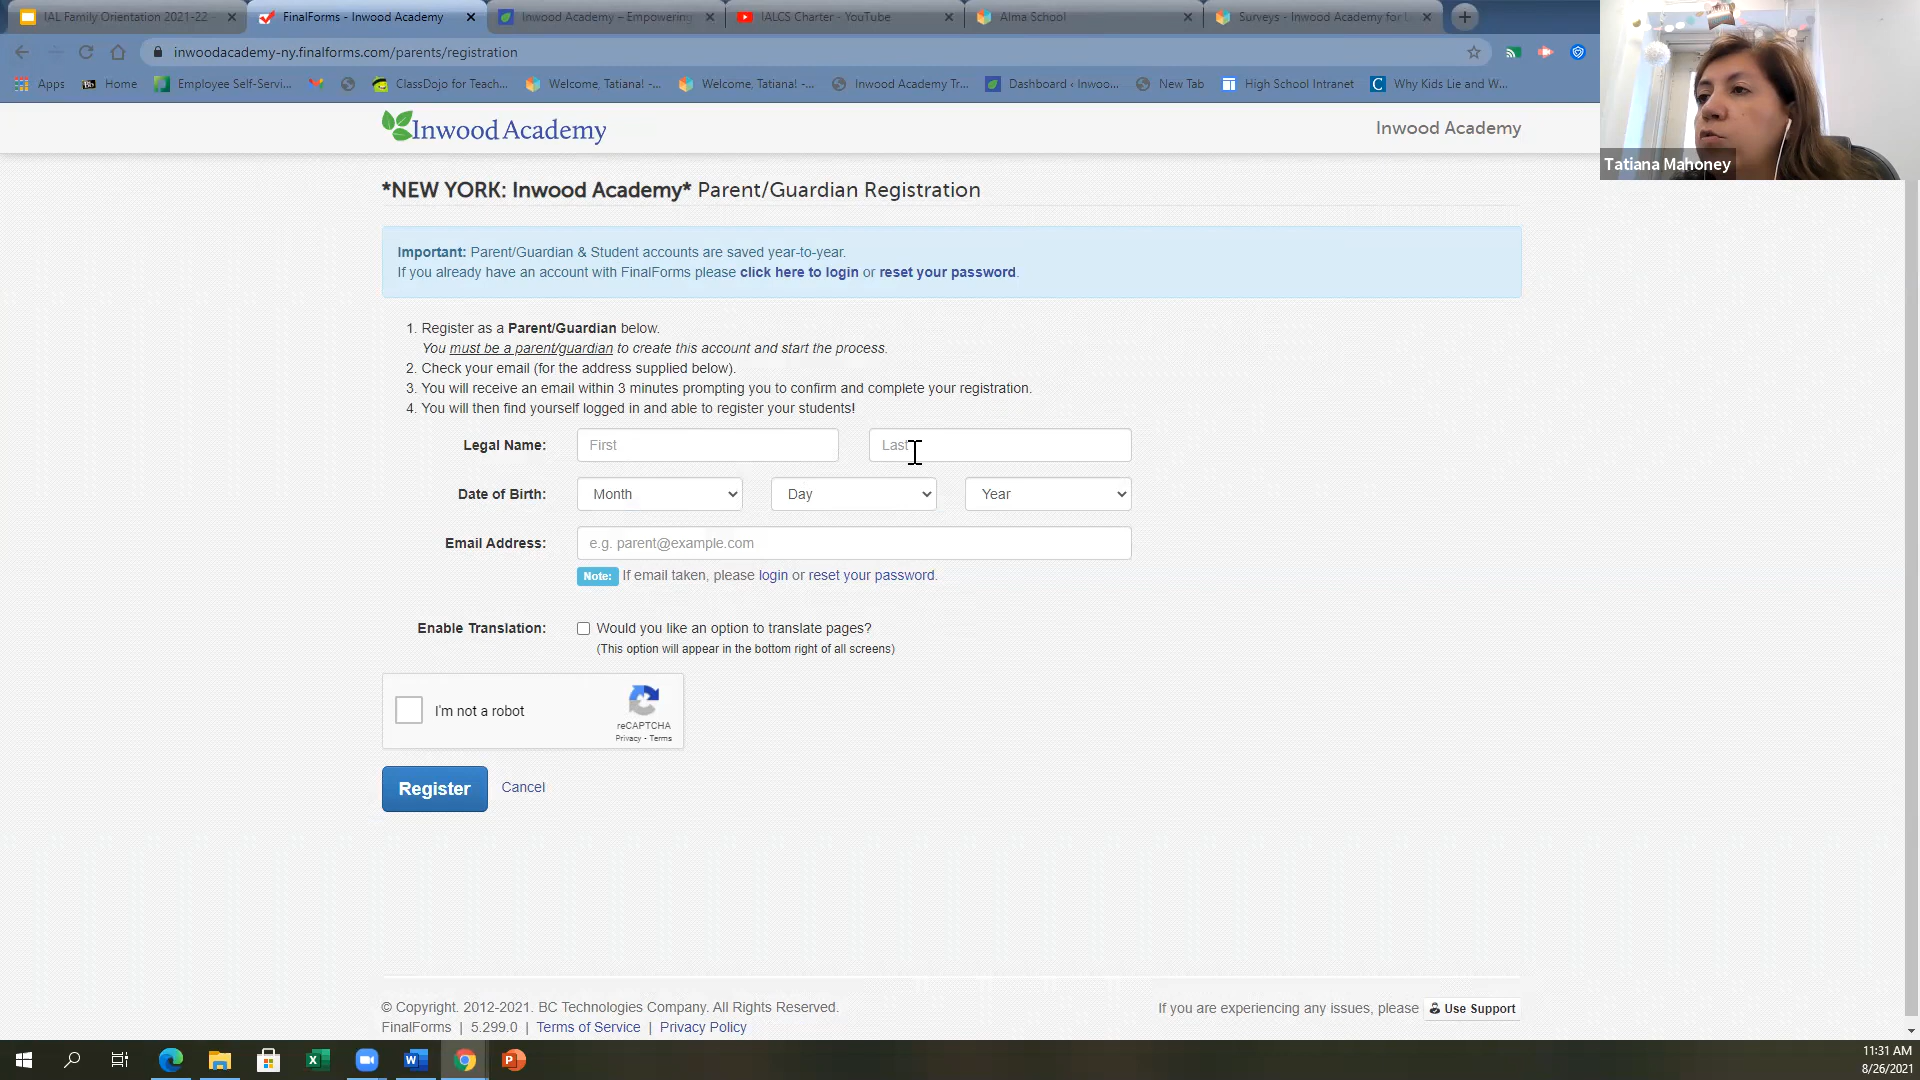 IAL Family Orientation 2021-22 -
FinalForms - Inwood Academy
Inwood Academy – Empowering
IALCS Charter - YouTube
Alma School
Surveys - Inwood Academy for L
inwoodacademy-ny.finalforms.com/parents/registration
Apps
Home
Employee Self-Servi...
ClassDojo for Teach...
Welcome, Tatiana! -...
Welcome, Tatiana! -...
Inwood Academy Tr...
Dashboard ‹ Inwoo...
New Tab
High School Intranet
Why Kids Lie and W...
Tatiana Mahoney
Inwood Academy
Inwood Academy
*NEW YORK: Inwood Academy* Parent/Guardian Registration
Important: Parent/Guardian & Student accounts are saved year-to-year.
If you already have an account with FinalForms please click here to login or reset your password.
1. Register as a Parent/Guardian below.
You must be a parent/guardian to create this account and start the process.
2. Check your email (for the address supplied below).
3. You will receive an email within 3 minutes prompting you to confirm and complete your registration.
4. You will then find yourself logged in and able to register your students!
Legal Name: First Last
Date of Birth: Month Day Year
Email Address: e.g. parent@example.com
Note: If email taken, please login or reset your password.
Enable Translation: Would you like an option to translate pages?
(This option will appear in the bottom right of all screens)
I'm not a robot
reCAPTCHA
Privacy - Terms
Register Cancel
© Copyright. 2012-2021. BC Technologies Company. All Rights Reserved.
If you are experiencing any issues, please Use Support
FinalForms | 5.299.0 | Terms of Service | Privacy Policy
11:31 AM
8/26/2021